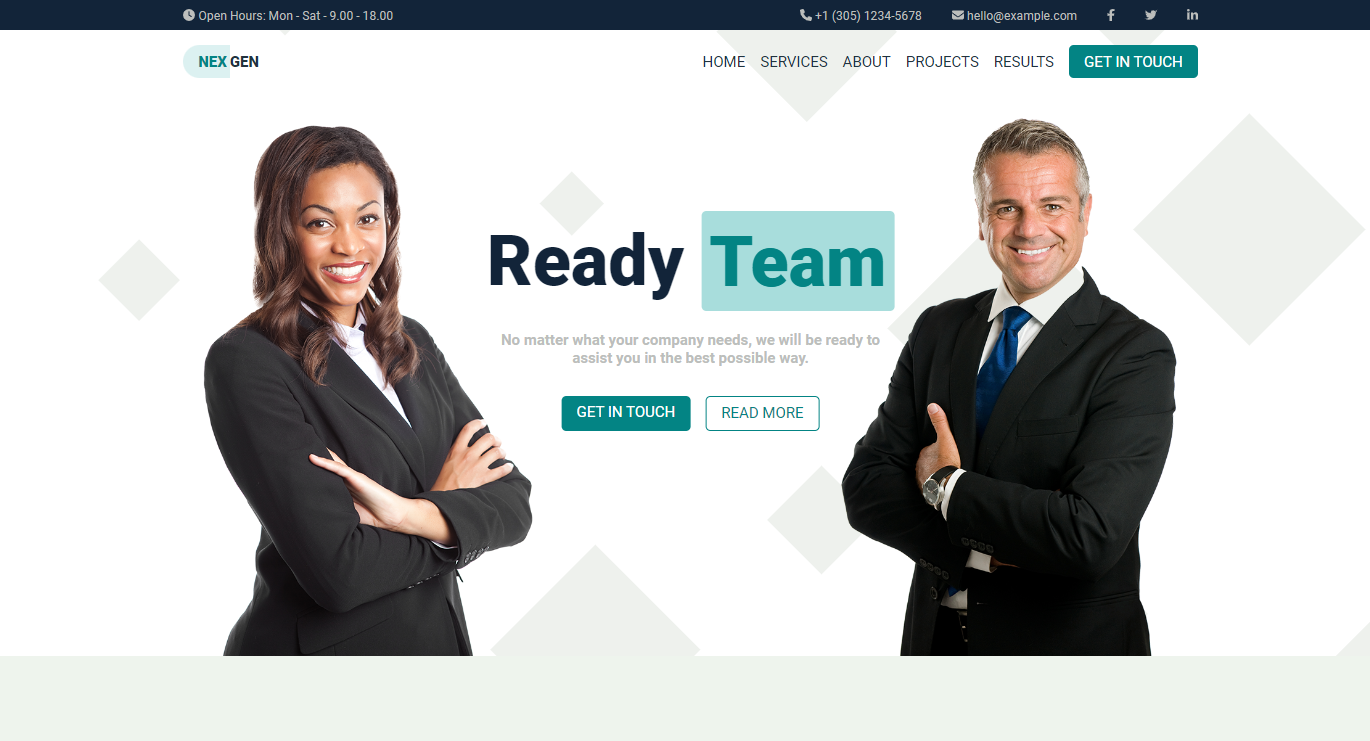 Open Hours: Mon - Sat - 9.00 - 18.00
+1 (305) 1234-5678
hello@example.com
NEX GEN
HOME SERVICES ABOUT PROJECTS RESULTS GET IN TOUCH
Ready Team
No matter what your company needs, we will be ready to
assist you in the best possible way.
GET IN TOUCH READ MORE